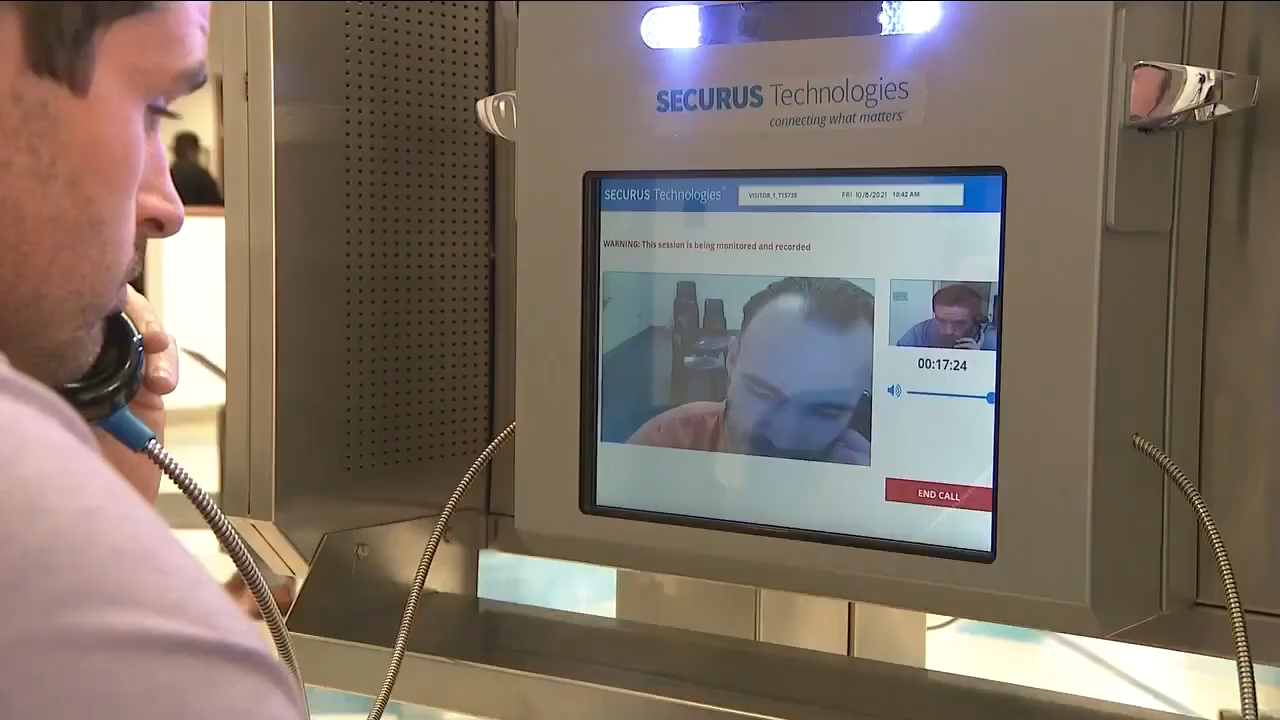 SECURUS Technologies
connecting what matters
SECURUS Technologies
VISITOR_1_T15739 FRI 10/8/2021 10:42 AM
WARNING: This session is being monitored and recorded
00:17:24
END CALL